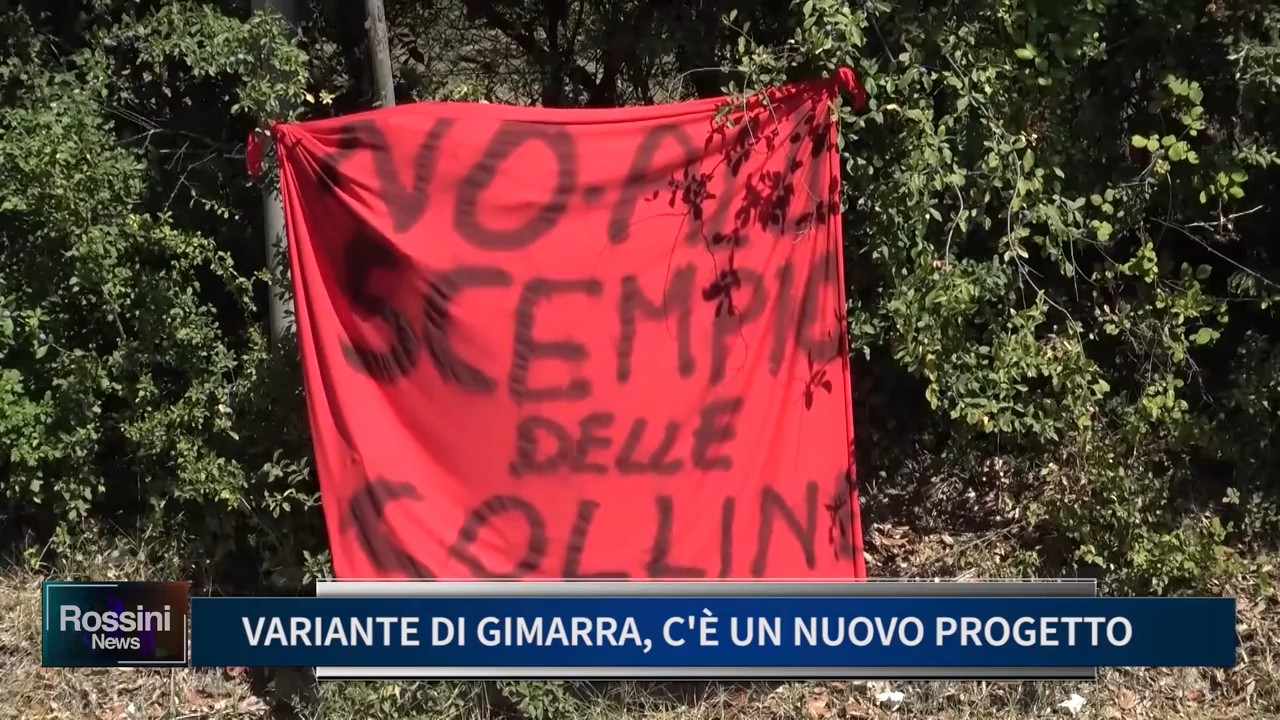 NO AL
SCEMPIO
DELLE
COLLINE
Rossini
News
VARIANTE DI GIMARRA, C'È UN NUOVO PROGETTO